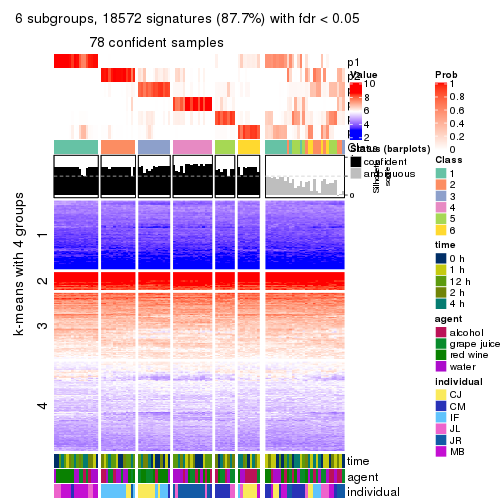 6 subgroups, 18572 signatures (87.7%) with fdr < 0.05
78 confident samples
p1
Value
10
8
6
4
2
Status (barplots)
confident
ambiguous
1
0
k-means with 4 groups
1
2
3
4
time
agent
individual
Prob
1
0.8
0.6
0.4
0.2
0
Class
1
2
3
4
5
6
time
0 h
1 h
12 h
2 h
4 h
agent
alcohol
grape juice
red wine
water
individual
CJ
CM
IF
JL
JR
MB